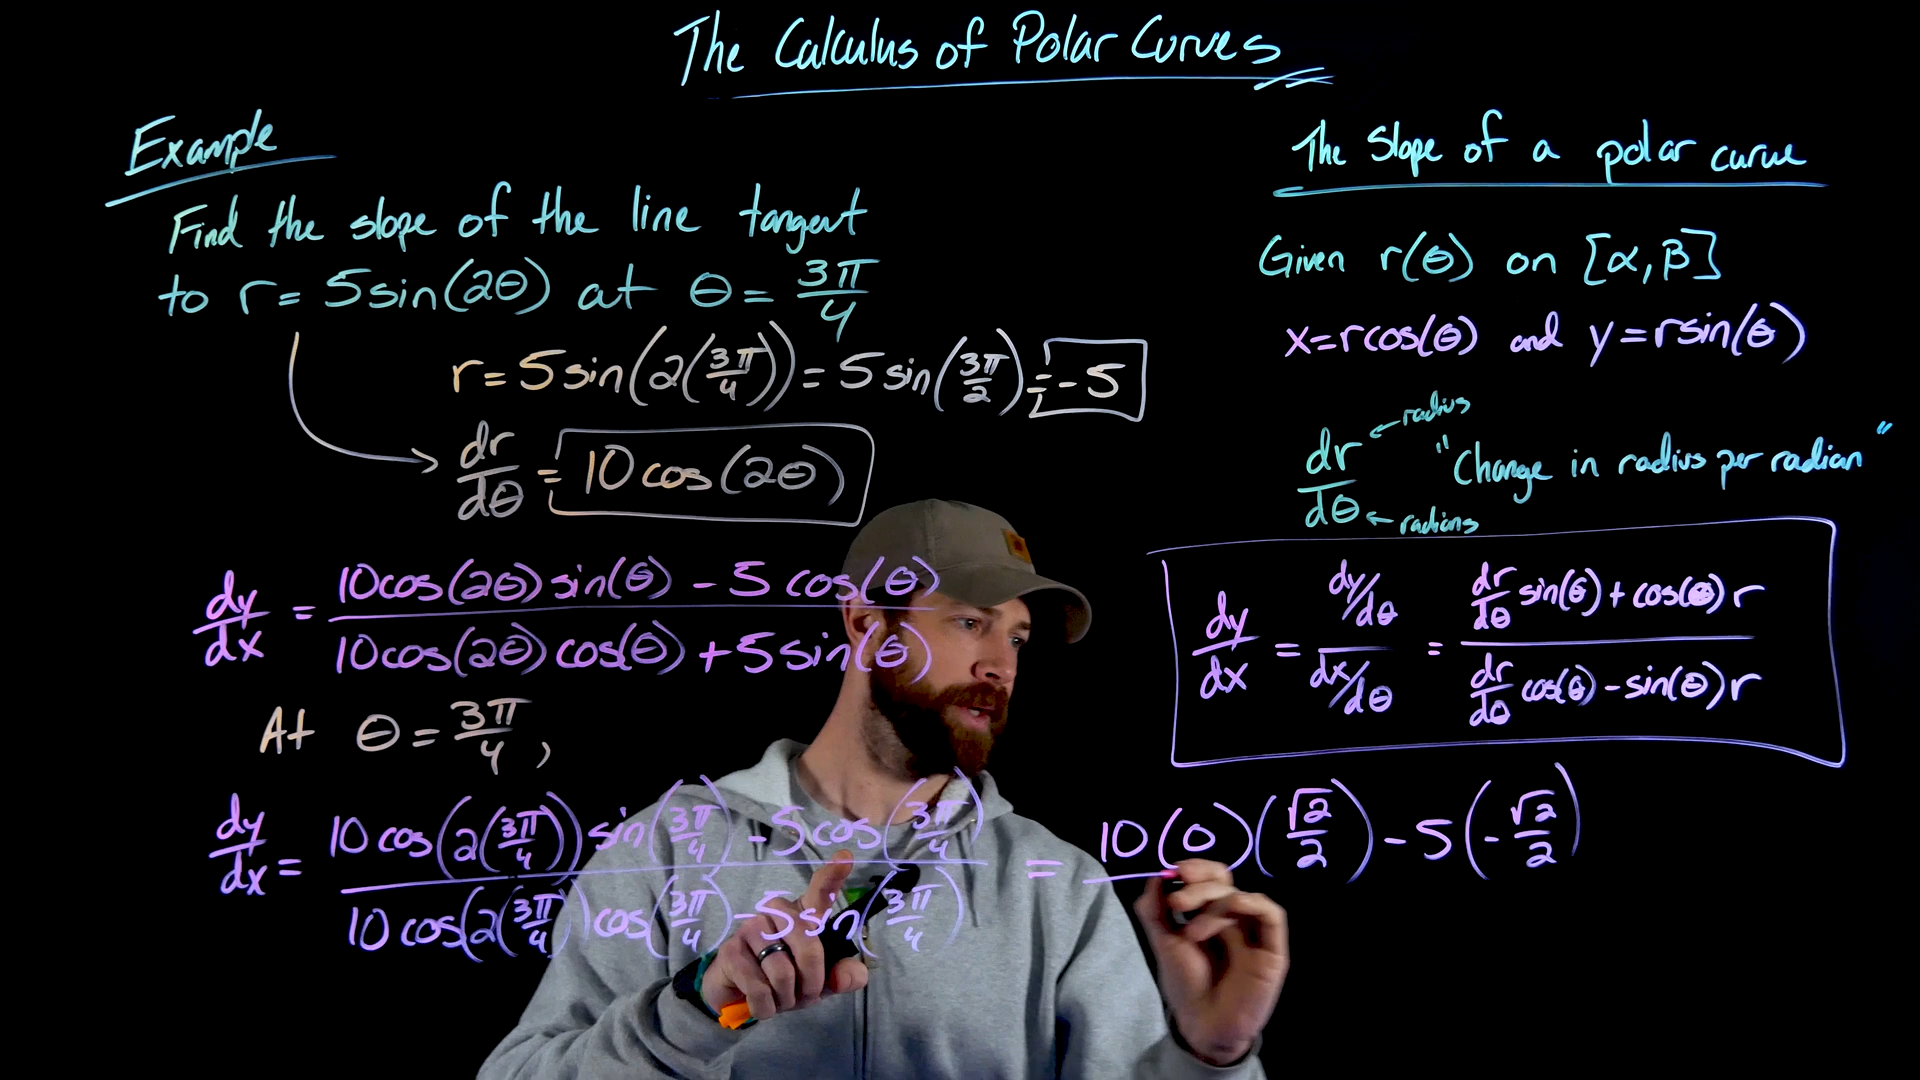 The Calculus of Polar Curves
Example
Find the slope of the line tangent
to r = 5sin(2θ) at θ = 3π/4
r = 5sin(2(3π/4)) = 5sin(3π/2) = -5
dr/dθ = 10cos(2θ)
dy/dx = (10cos(2θ)sin(θ) - 5cos(θ)) / (10cos(2θ)cos(θ) + 5sin(θ))
At θ = 3π/4,
dy/dx = (10cos(2(3π/4))sin(3π/4) - 5cos(3π/4)) / (10cos(2(3π/4))cos(3π/4) - 5sin(3π/4)) = 10(0)(√2/2) - 5(-√2/2)
The Slope of a polar curve
Given r(θ) on [α,β]
x=rcos(θ) and y=rsin(θ)
dr/dθ
radius
"Change in radius per radian"
radians
dy/dx = (dy/dθ)/(dx/dθ) = (dr/dθ sin(θ) + cos(θ)r) / (dr/dθ cos(θ) - sin(θ)r)